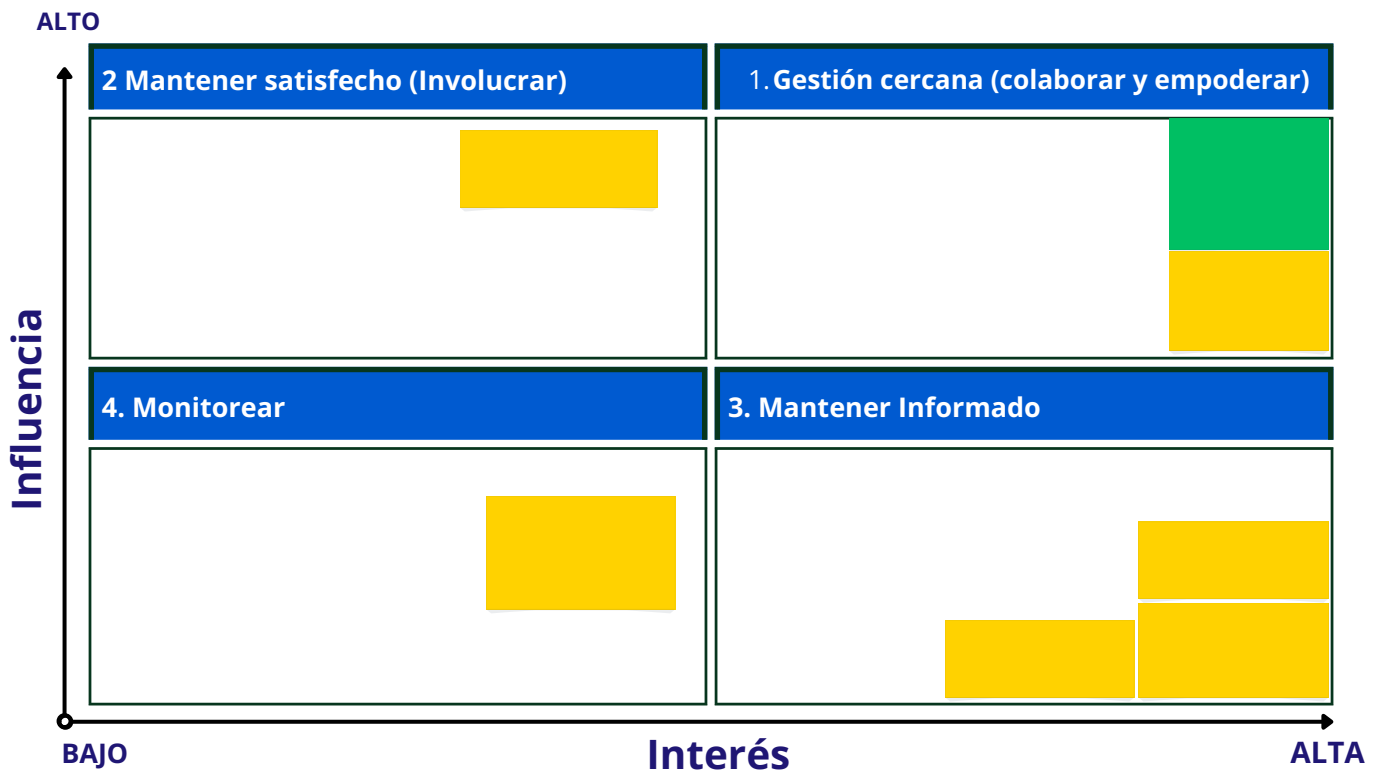 ALTO
2 Mantener satisfecho (Involucrar)
1. Gestión cercana (colaborar y empoderar)
Influencia
4. Monitorear
3. Mantener Informado
BAJO
Interés
ALTA